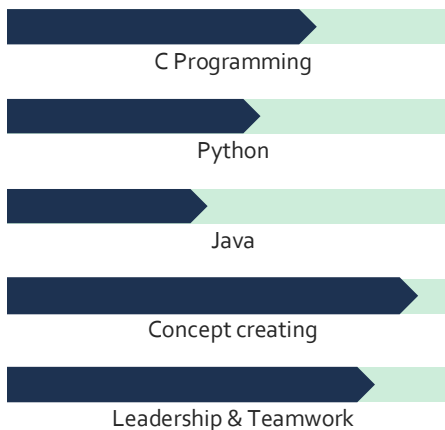 C Programming
Python
Java
Concept creating
Leadership & Teamwork